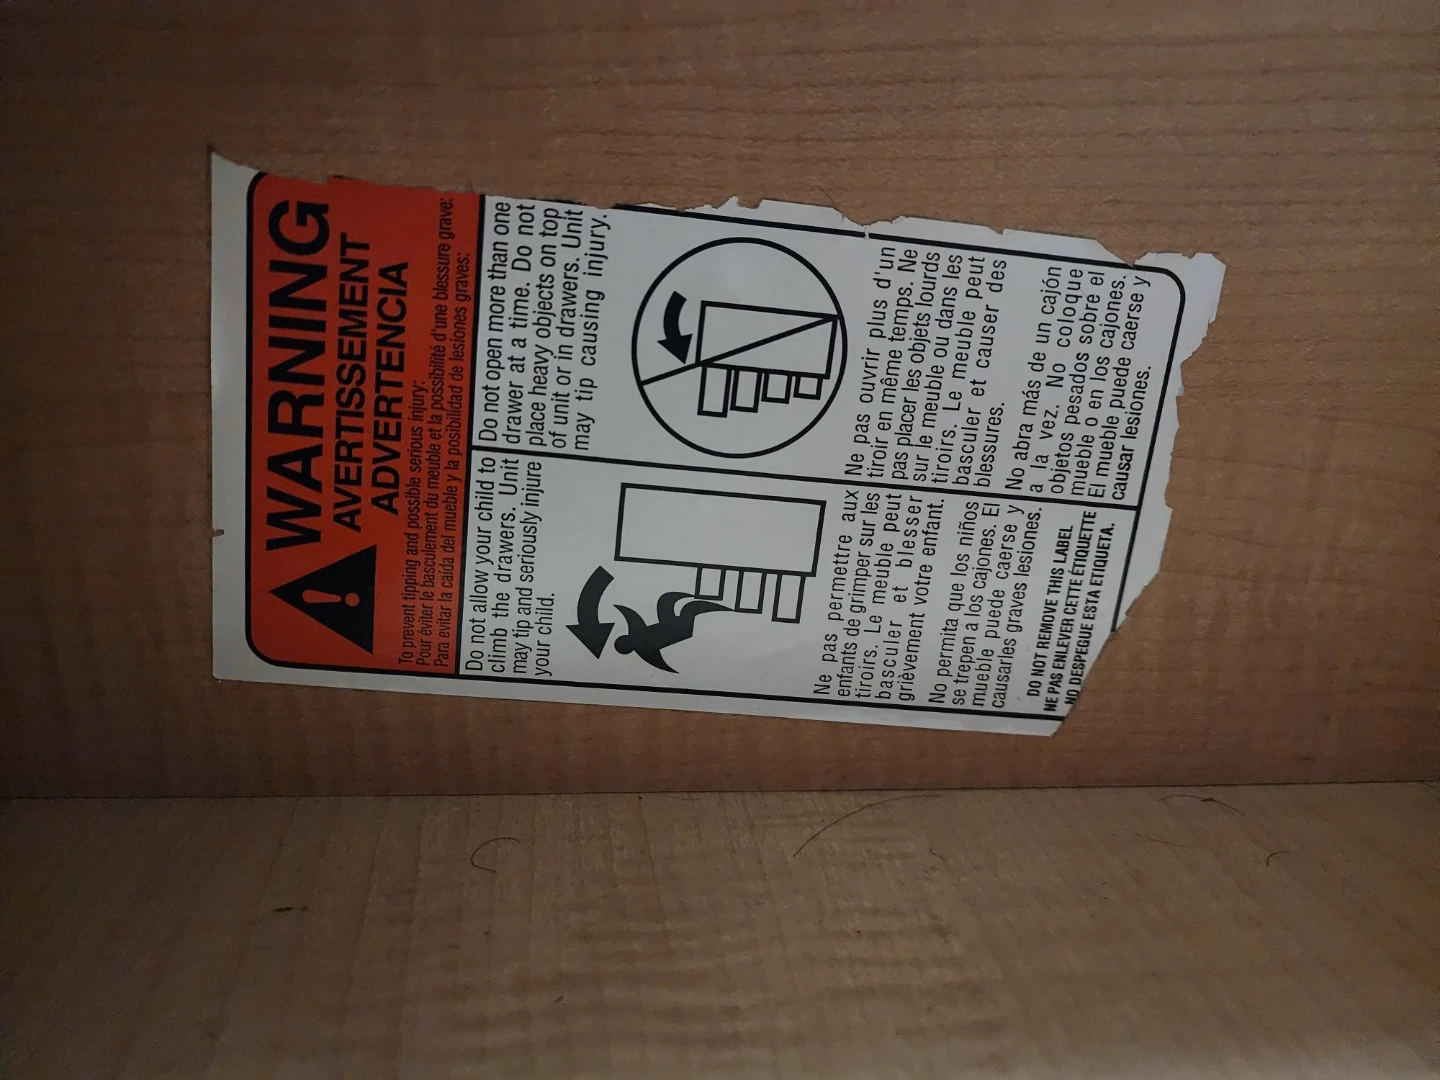 WARNING
AVERTISSEMENT
ADVERTENCIA
To prevent tipping and possible serious injury:
Pour éviter le basculement du meuble et la possibilité d'une blessure grave:
Para evitar la caida del mueble y la posibilidad de lesiones graves:
Do not allow your child to
climb the drawers. Unit
may tip and seriously injure
your child.
Ne pas permettre aux
enfants de grimper sur les
tiroirs. Le meuble peut
basculer et blesser
grièvement votre enfant.
No permita que los niños
se trepen a los cajones. El
mueble puede caerse y
causarles graves lesiones.
DO NOT REMOVE THIS LABEL
NE PAS ENLEVER CETTE ÉTIQUETTE
NO DESPEGUE ESTA ETIQUETA.
Do not open more than one
drawer at a time. Do not
place heavy objects on top
of unit or in drawers. Unit
may tip causing injury.
Ne pas ouvrir plus d'un
tiroir en même temps. Ne
pas placer les objets lourds
sur le meuble ou dans les
tiroirs. Le meuble peut
basculer et causer des
blessures.
No abra más de un cajón
a la vez. No coloque
objetos pesados sobre el
mueble o en los cajones.
El mueble puede caerse y
causar lesiones.